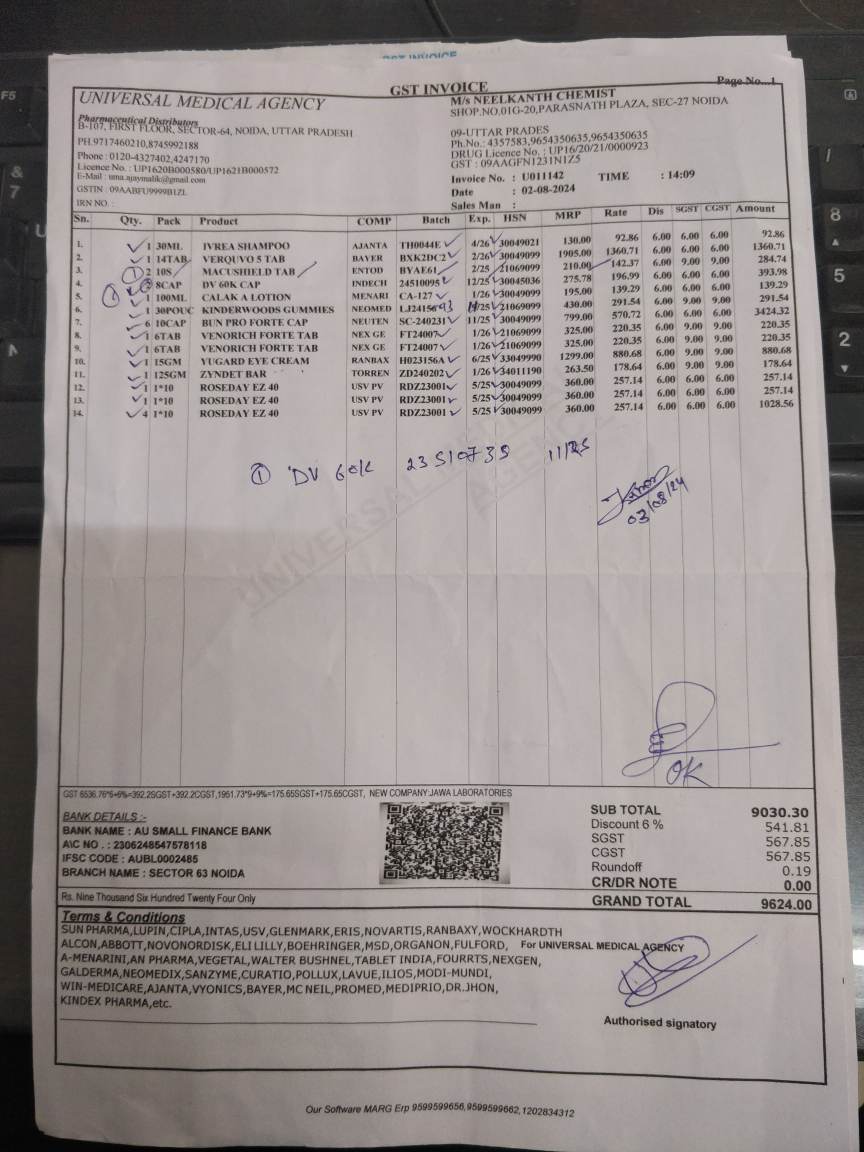 GST INVOICE
Page No...1
UNIVERSAL MEDICAL AGENCY
Pharmaceutical Distributors
B-107, FIRST FLOOR, SECTOR-64, NOIDA, UTTAR PRADESH
PH.9717460210,8745992188
Phone : 0120-4327402,4247170
Licence No. : UP1620B000580/UP1621B000572
E-Mail : uma.ajaymalik@gmail.com
GSTIN : 09AABFU9999B1ZL
IRN NO. :
M/s NEELKANTH CHEMIST
SHOP.NO.01G-20,PARASNATH PLAZA, SEC-27 NOIDA
09-UTTAR PRADES
Ph.No.: 4357583,9654350635,9654350635
DRUG Licence No. : UP16/20/21/0000923
GST : 09AAGFN1231N1Z5
Invoice No. : U011142 TIME : 14:09
Date : 02-08-2024
Sales Man :
Sn. Qty. Pack Product COMP Batch Exp. HSN MRP Rate Dis SGST CGST Amount
1. 1 30ML IVREA SHAMPOO AJANTA TH0044E 4/26 30049021 130.00 92.86 6.00 6.00 6.00 92.86
2. 1 14TAB VERQUVO 5 TAB BAYER BXK2DC2 2/26 30049099 1905.00 1360.71 6.00 6.00 6.00 1360.71
3. 1 2 10S MACUSHIELD TAB ENTOD BYAE61 2/25 21069099 210.00 142.37 6.00 9.00 9.00 284.74
4. 8CAP DV 60K CAP INDECH 24510095 12/25 30045036 275.78 196.99 6.00 6.00 6.00 393.98
5. 1 100ML CALAK A LOTION MENARI CA-127 1/26 30049099 195.00 139.29 6.00 6.00 6.00 139.29
6. 1 30POUC KINDERWOODS GUMMIES NEOMED LJ2415693 11/25 21069099 430.00 291.54 6.00 9.00 9.00 291.54
7. 6 10CAP BUN PRO FORTE CAP NEUTEN SC-240231 11/25 30049099 799.00 570.72 6.00 6.00 6.00 3424.32
8. 1 6TAB VENORICH FORTE TAB NEX GE FT24007 1/26 21069099 325.00 220.35 6.00 9.00 9.00 220.35
9. 1 6TAB VENORICH FORTE TAB NEX GE FT24007 1/26 21069099 325.00 220.35 6.00 9.00 9.00 220.35
10. 1 15GM YUGARD EYE CREAM RANBAX H023156A 6/25 33049990 1299.00 880.68 6.00 9.00 9.00 880.68
11. 1 125GM ZYNDET BAR TORREN ZD240202 1/26 34011190 263.50 178.64 6.00 9.00 9.00 178.64
12. 1 1*10 ROSEDAY EZ 40 USV PV RDZ23001 5/25 30049099 360.00 257.14 6.00 6.00 6.00 257.14
13. 1 1*10 ROSEDAY EZ 40 USV PV RDZ23001 5/25 30049099 360.00 257.14 6.00 6.00 6.00 257.14
14. 4 1*10 ROSEDAY EZ 40 USV PV RDZ23001 5/25 30049099 360.00 257.14 6.00 6.00 6.00 1028.56
① DV 60K 23510735 11/25
03/08/24
OK
GST 6536.76*6+6%=392.2SGST+392.2CGST,1951.73*9+9%=175.65SGST+175.65CGST, NEW COMPANY:JAWA LABORATORIES
BANK DETAILS :-
BANK NAME : AU SMALL FINANCE BANK
A\C NO . : 2306248547578118
IFSC CODE : AUBL0002485
BRANCH NAME : SECTOR 63 NOIDA
SUB TOTAL 9030.30
Discount 6 % 541.81
SGST 567.85
CGST 567.85
Roundoff 0.19
CR/DR NOTE 0.00
Rs. Nine Thousand Six Hundred Twenty Four Only
GRAND TOTAL 9624.00
Terms & Conditions
SUN PHARMA,LUPIN,CIPLA,INTAS,USV,GLENMARK,ERIS,NOVARTIS,RANBAXY,WOCKHARDTH
ALCON,ABBOTT,NOVONORDISK,ELI LILLY,BOEHRINGER,MSD,ORGANON,FULFORD,
A-MENARINI,AN PHARMA,VEGETAL,WALTER BUSHNEL,TABLET INDIA,FOURRTS,NEXGEN,
GALDERMA,NEOMEDIX,SANZYME,CURATIO,POLLUX,LAVUE,ILIOS,MODI-MUNDI,
WIN-MEDICARE,AJANTA,VYONICS,BAYER,MC NEIL,PROMED,MEDIPRIO,DR.JHON,
KINDEX PHARMA,etc.
For UNIVERSAL MEDICAL AGENCY
Authorised signatory
Our Software MARG Erp 9599599656,9599599662,1202834312